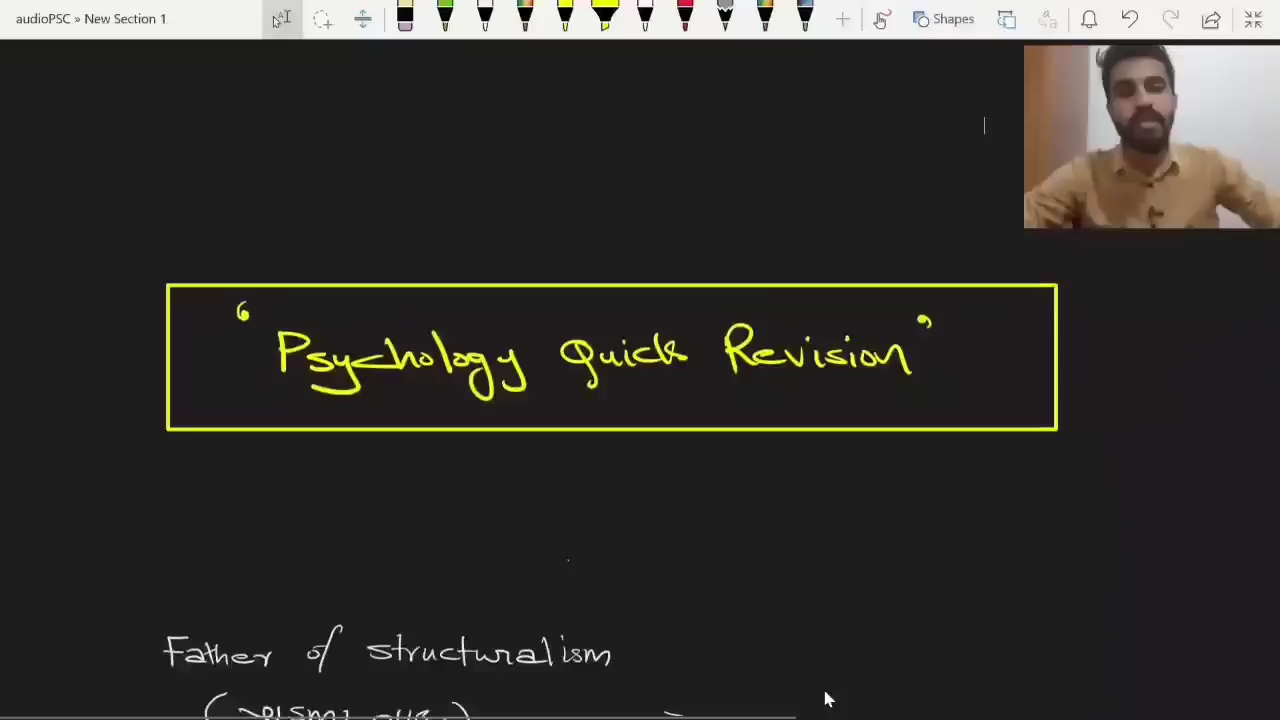 audioPSC » New Section 1
Shapes
‘Psychology Quick Revision’
Father of structuralism